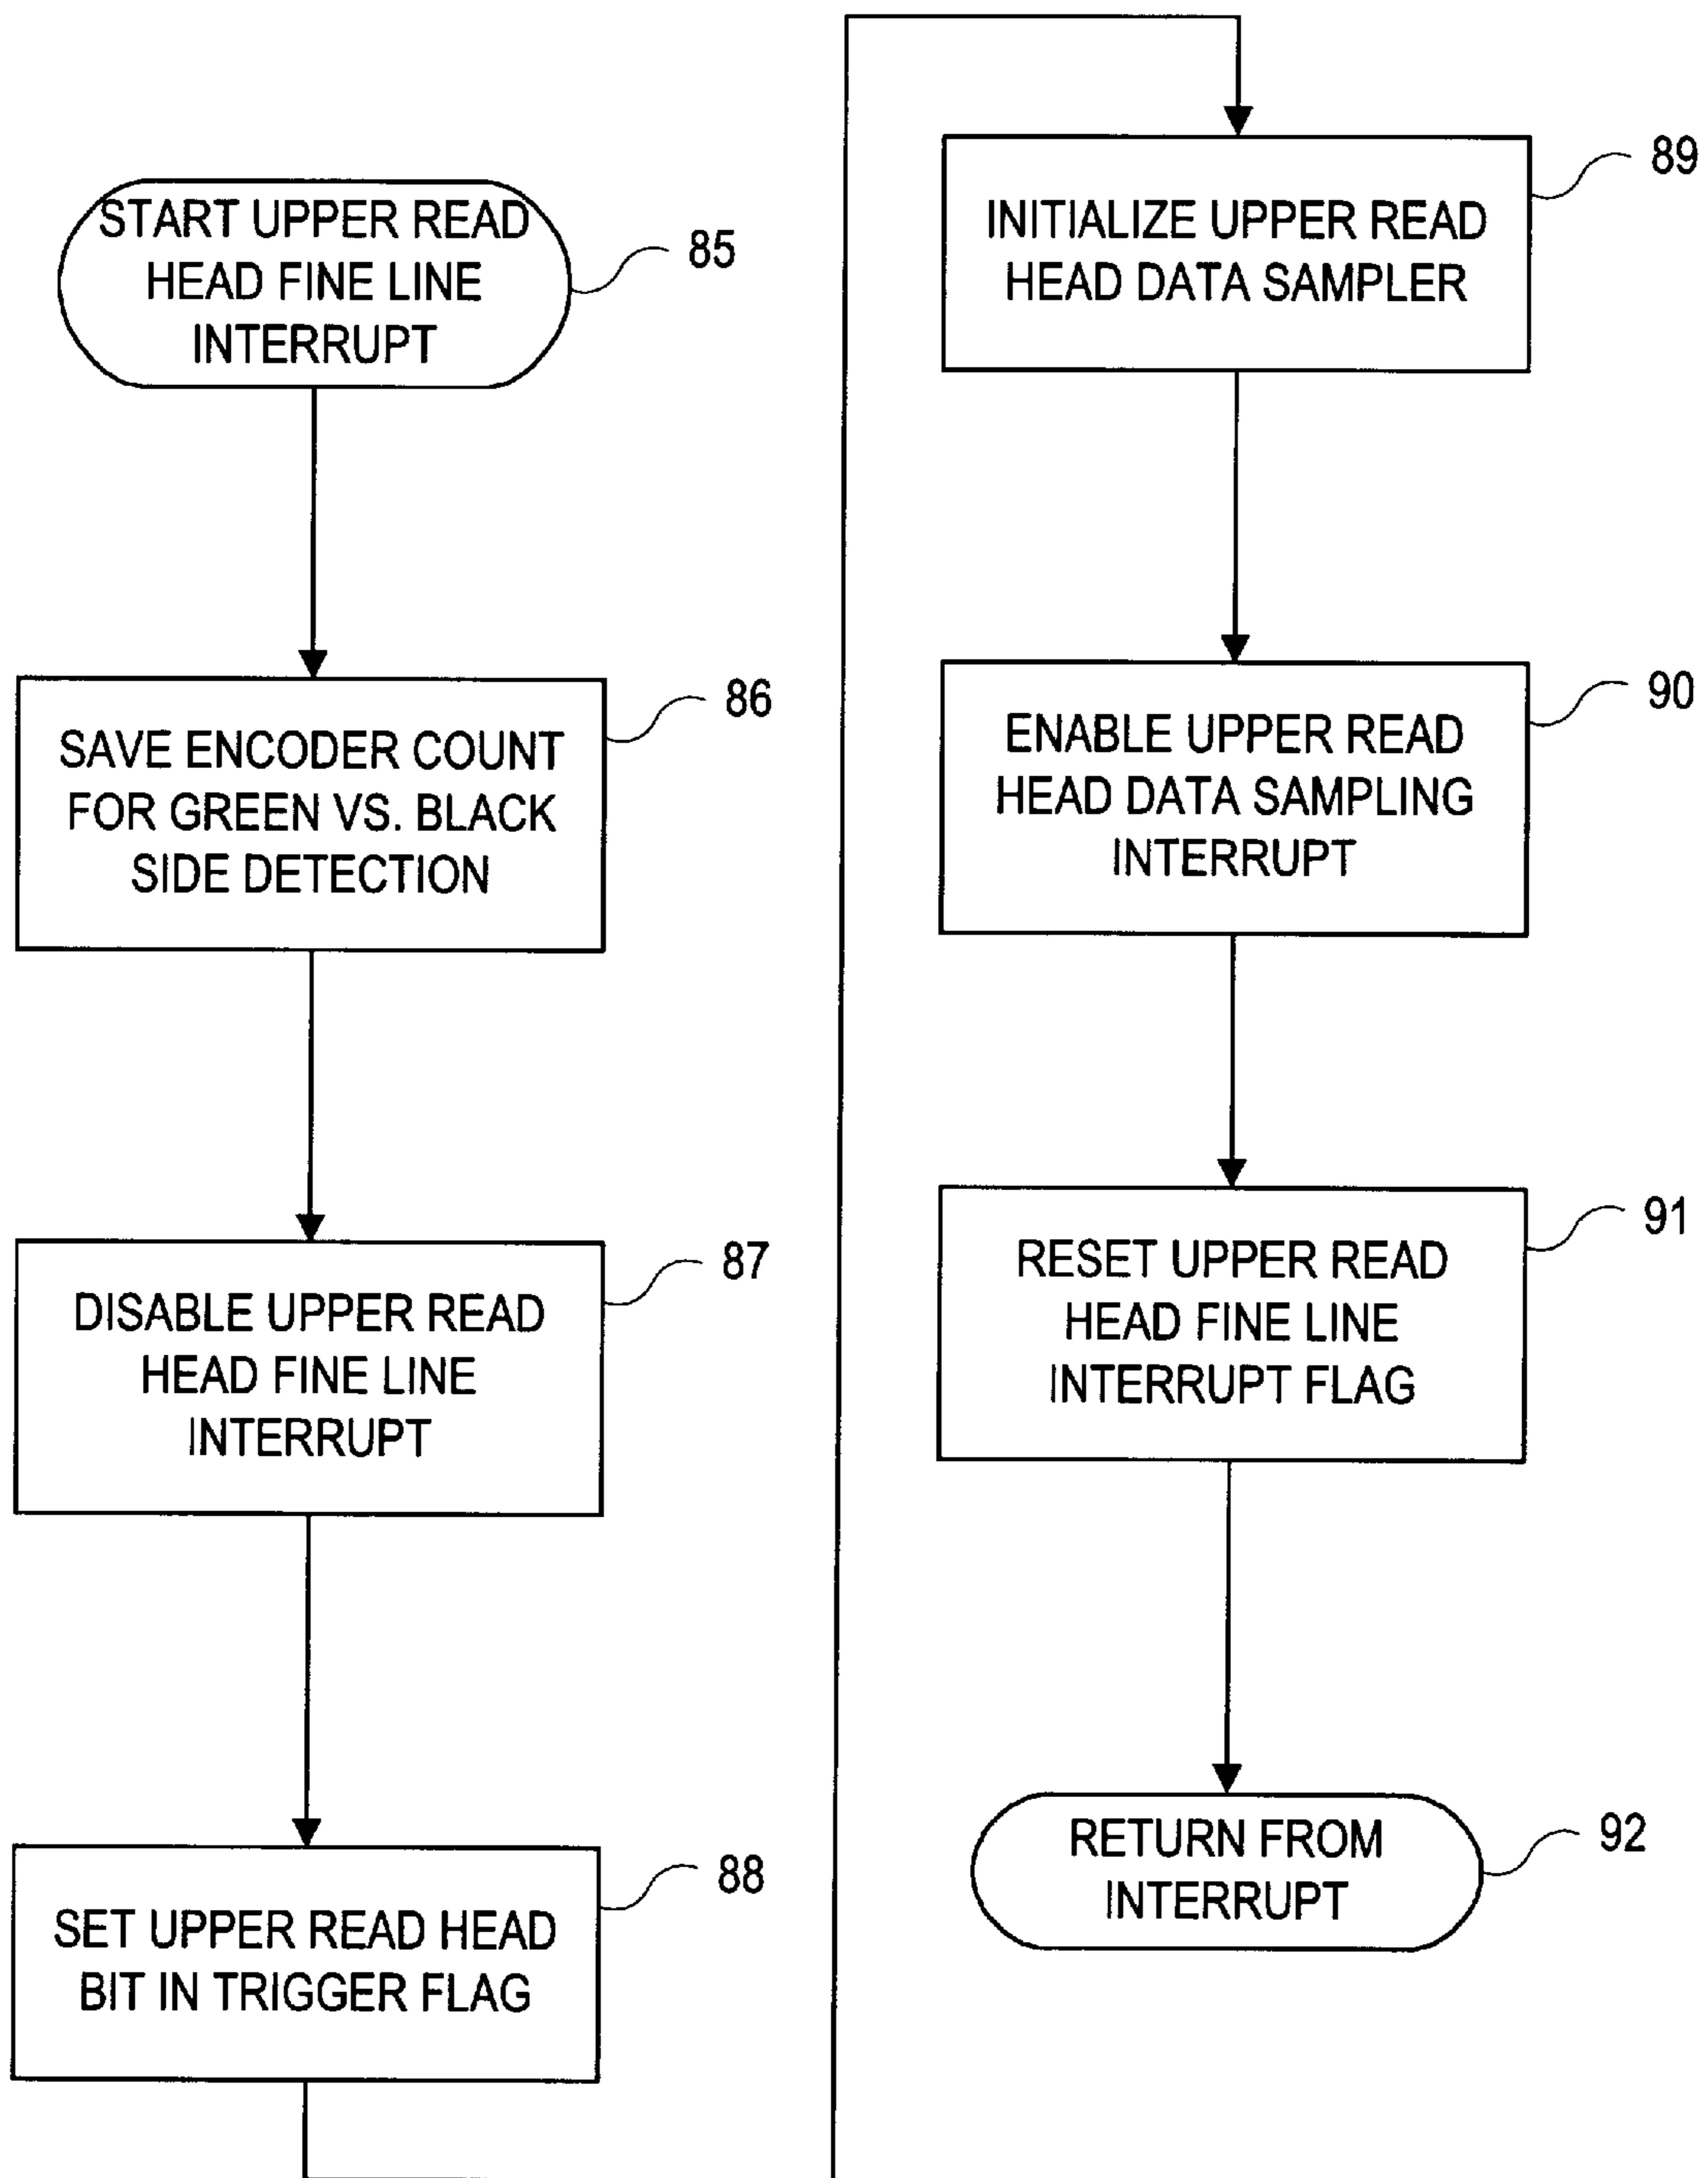 START UPPER READ
HEAD FINE LINE
INTERRUPT
85
SAVE ENCODER COUNT
FOR GREEN VS. BLACK
SIDE DETECTION
86
DISABLE UPPER READ
HEAD FINE LINE
INTERRUPT
87
SET UPPER READ HEAD
BIT IN TRIGGER FLAG
88
INITIALIZE UPPER READ
HEAD DATA SAMPLER
89
ENABLE UPPER READ
HEAD DATA SAMPLING
INTERRUPT
90
RESET UPPER READ
HEAD FINE LINE
INTERRUPT FLAG
91
RETURN FROM
INTERRUPT
92